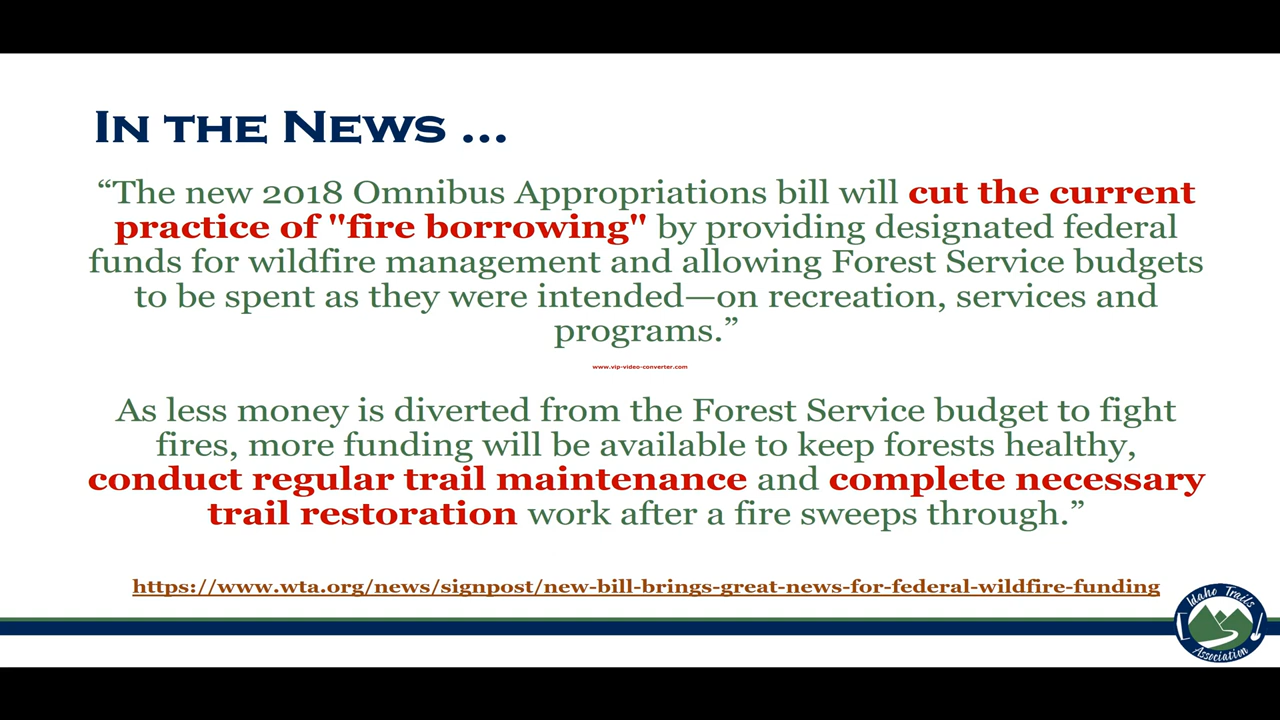 In the News ...
“The new 2018 Omnibus Appropriations bill will cut the current
practice of "fire borrowing" by providing designated federal
funds for wildfire management and allowing Forest Service budgets
to be spent as they were intended—on recreation, services and
programs.”
www.vip-video-converter.com
As less money is diverted from the Forest Service budget to fight
fires, more funding will be available to keep forests healthy,
conduct regular trail maintenance and complete necessary
trail restoration work after a fire sweeps through.”
https://www.wta.org/news/signpost/new-bill-brings-great-news-for-federal-wildfire-funding
Idaho Trails
Association